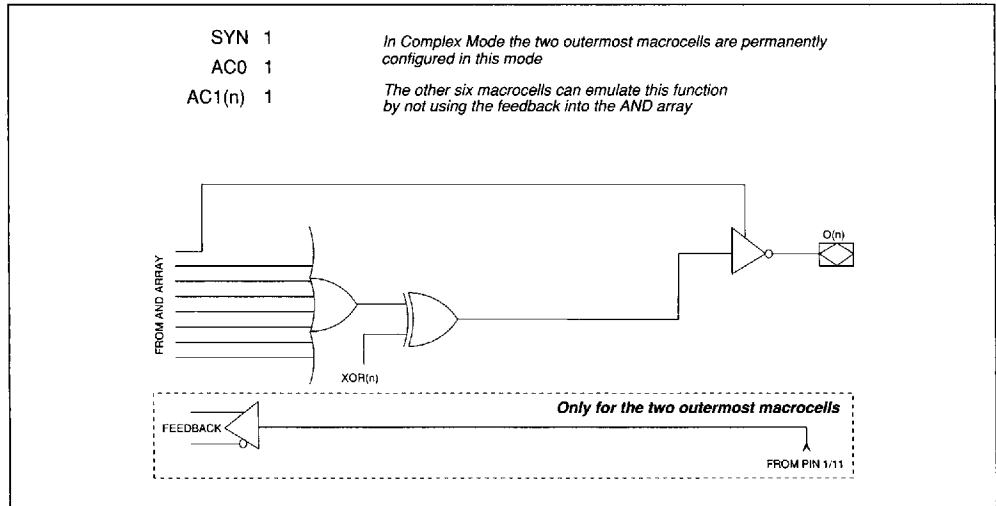 SYN 1
AC0 1
AC1(n) 1
In Complex Mode the two outermost macrocells are permanently
configured in this mode
The other six macrocells can emulate this function
by not using the feedback into the AND array
FROM AND ARRAY
XOR(n)
O(n)
Only for the two outermost macrocells
FEEDBACK
FROM PIN 1/11